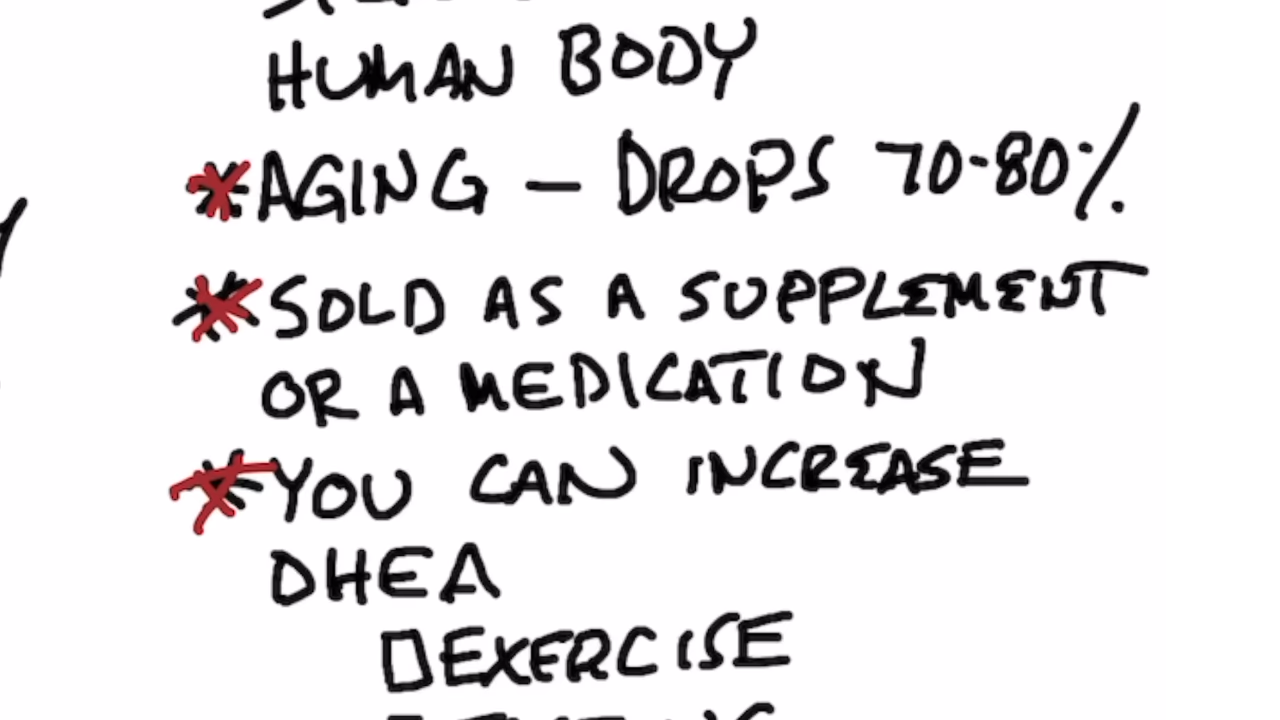 HUMAN BODY
*AGING - DROPS 70-80%.
*SOLD AS A SUPPLEMENT
OR A MEDICATION
*YOU CAN INCREASE
DHEA
EXERCISE